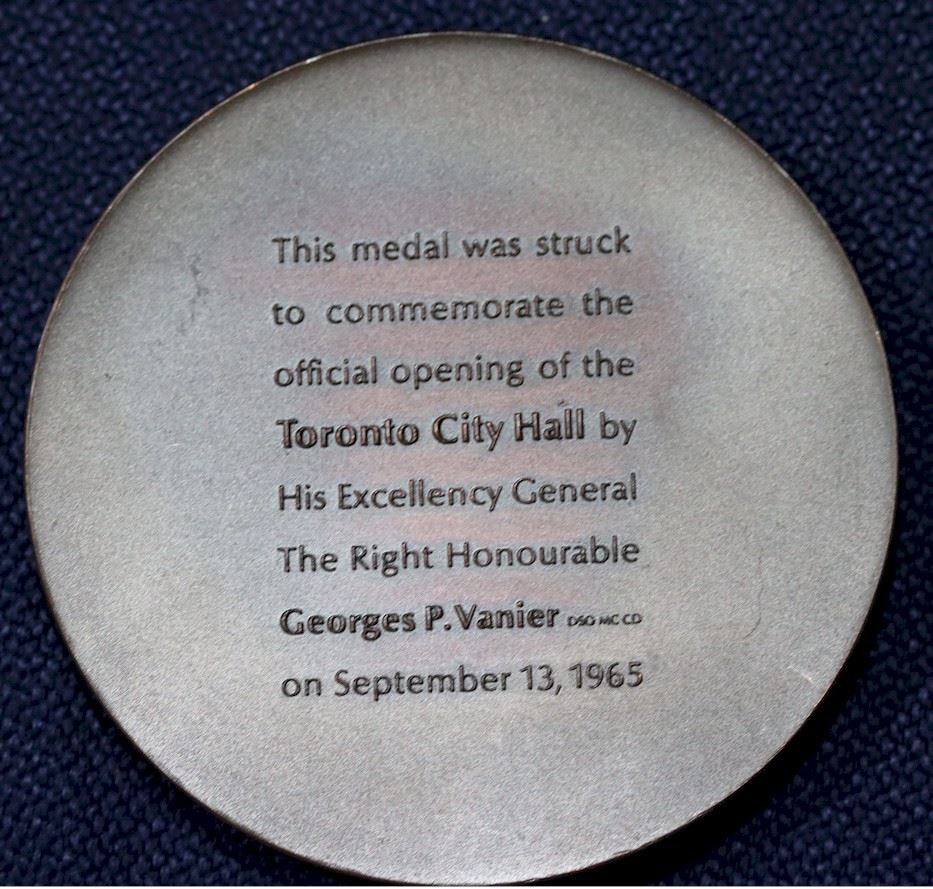 This medal was struck
to commemorate the
official opening of the
Toronto City Hall by
His Excellency General
The Right Honourable
Georges P. Vanier DSO MC CD
on September 13, 1965